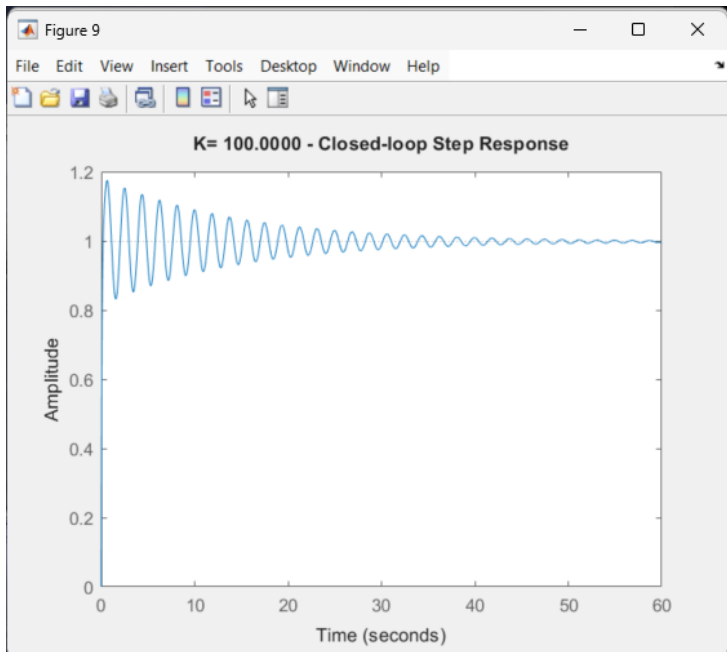 Figure 9
File Edit View Insert Tools Desktop Window Help
K= 100.0000 - Closed-loop Step Response
1.2
1
0.8
0.6
0.4
0.2
0
Amplitude
0 10 20 30 40 50 60
Time (seconds)